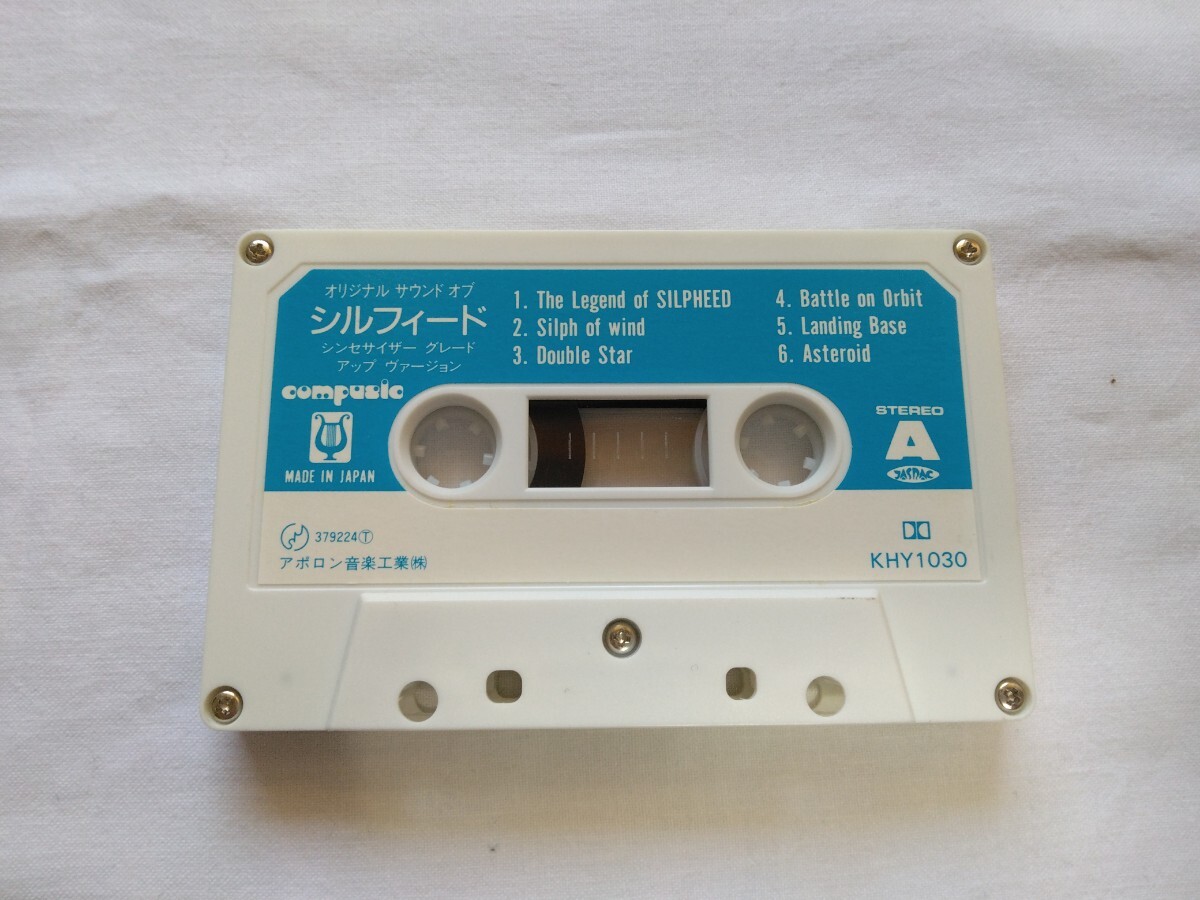 オリジナル サウンド オブ
シルフィード
シンセサイザー グレード
アップ ヴァージョン
compusic
MADE IN JAPAN
1. The Legend of SILPHEED
2. Silph of wind
3. Double Star
4. Battle on Orbit
5. Landing Base
6. Asteroid
STEREO
A
JASRAC
379224Ⓣ
アポロン音楽工業㈱
KHY1030